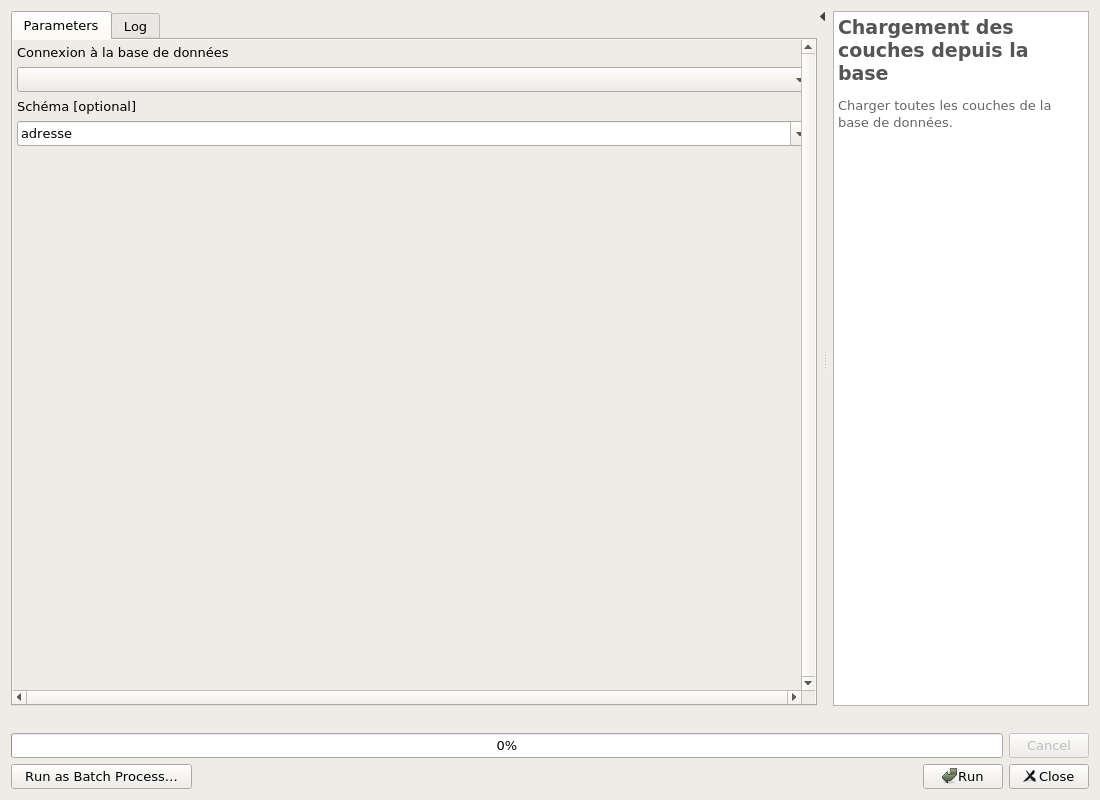 Parameters
Log
Connexion à la base de données
Schéma [optional]
adresse
Chargement des
couches depuis la
base
Charger toutes les couches de la
base de données.
0%
Cancel
Run as Batch Process…
Run
Close